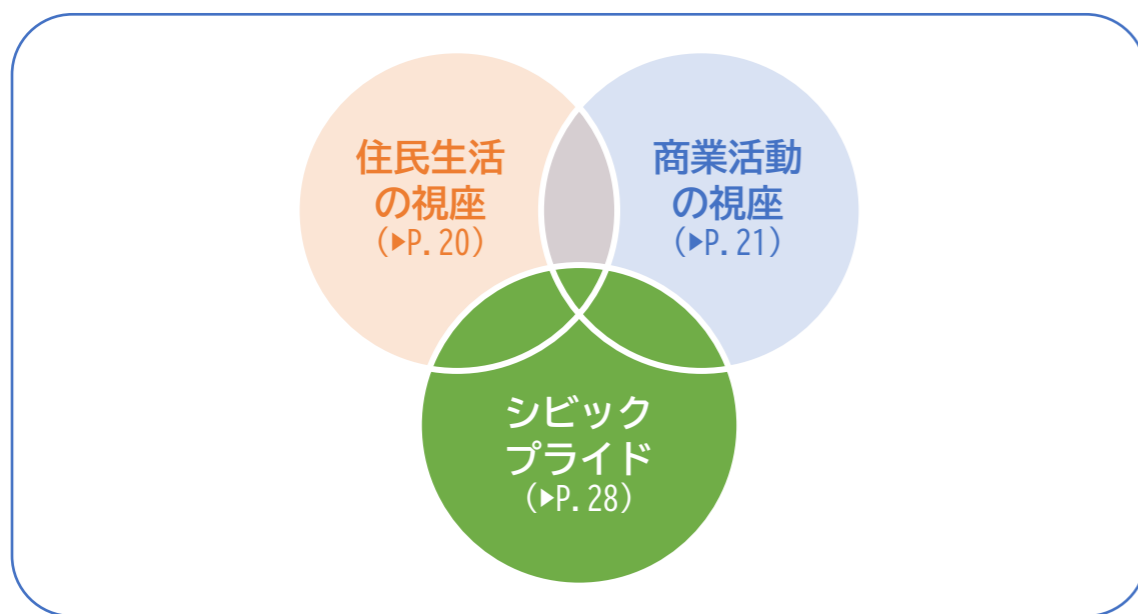 住民生活
の視座
(▶P.20)
商業活動
の視座
(▶P.21)
シビック
プライド
(▶P.28)